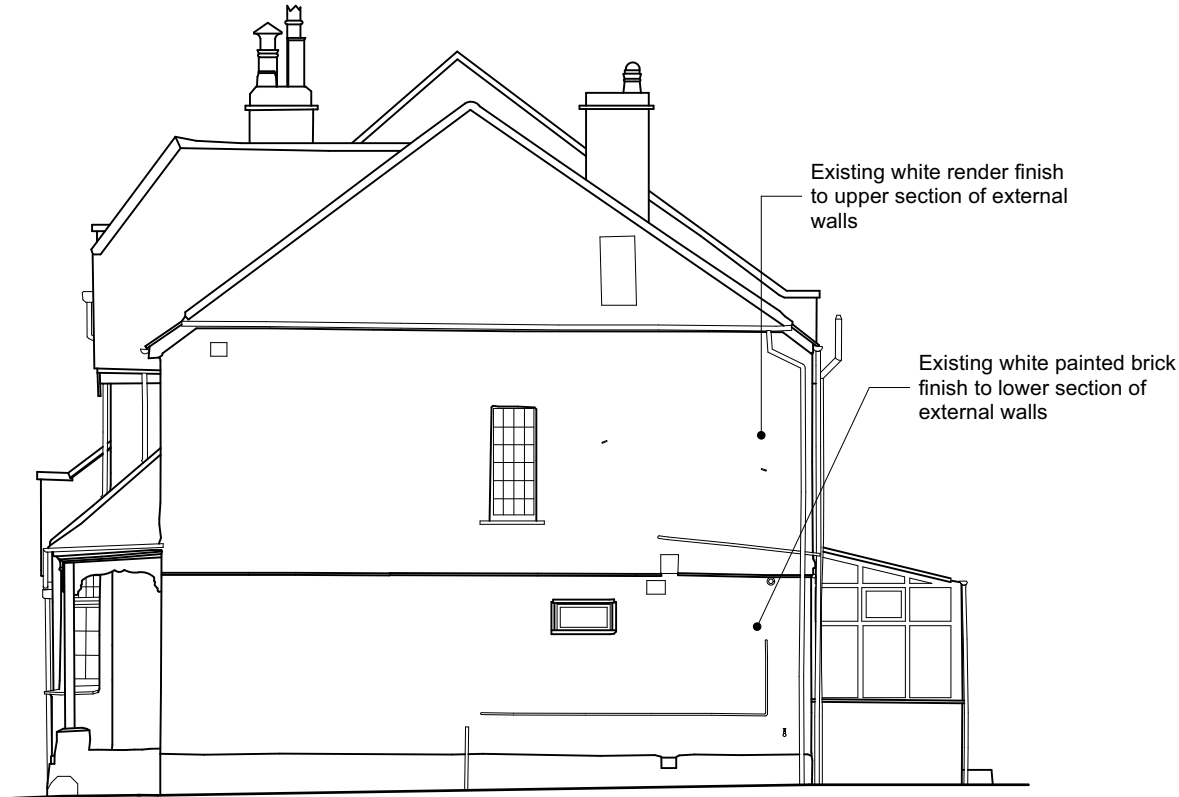 Existing white render finish
to upper section of external
walls
Existing white painted brick
finish to lower section of
external walls